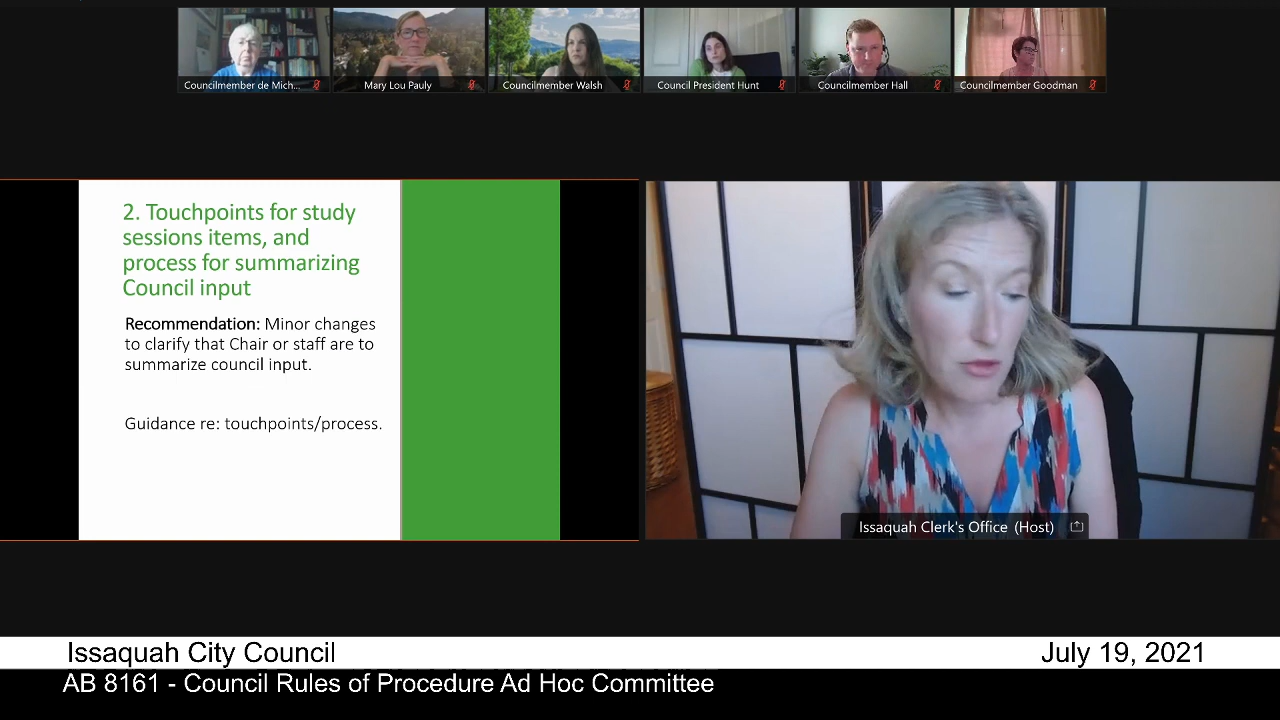 Councilmember de Mich...
Mary Lou Pauly
Councilmember Walsh
Council President Hunt
Councilmember Hall
Councilmember Goodman
2. Touchpoints for study
sessions items, and
process for summarizing
Council input
Recommendation: Minor changes
to clarify that Chair or staff are to
summarize council input.
Guidance re: touchpoints/process.
Issaquah Clerk's Office (Host)
Issaquah City Council
July 19, 2021
AB 8161 - Council Rules of Procedure Ad Hoc Committee